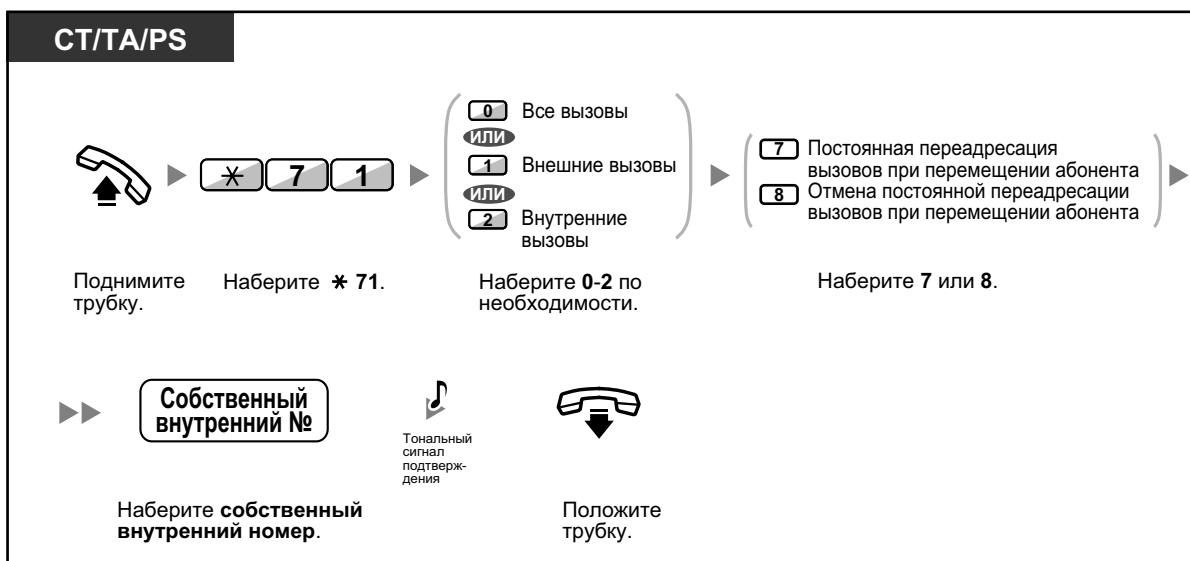 CT/TA/PS
✳ 7 1
0 Все вызовы
ИЛИ
1 Внешние вызовы
ИЛИ
2 Внутренние
вызовы
7 Постоянная переадресация
вызовов при перемещении абонента
8 Отмена постоянной переадресации
вызовов при перемещении абонента
Поднимите
трубку.
Наберите ✳ 71.
Наберите 0-2 по
необходимости.
Наберите 7 или 8.
Собственный
внутренний №
Тональный
сигнал
подтверж-
дения
Наберите собственный
внутренний номер.
Положите
трубку.